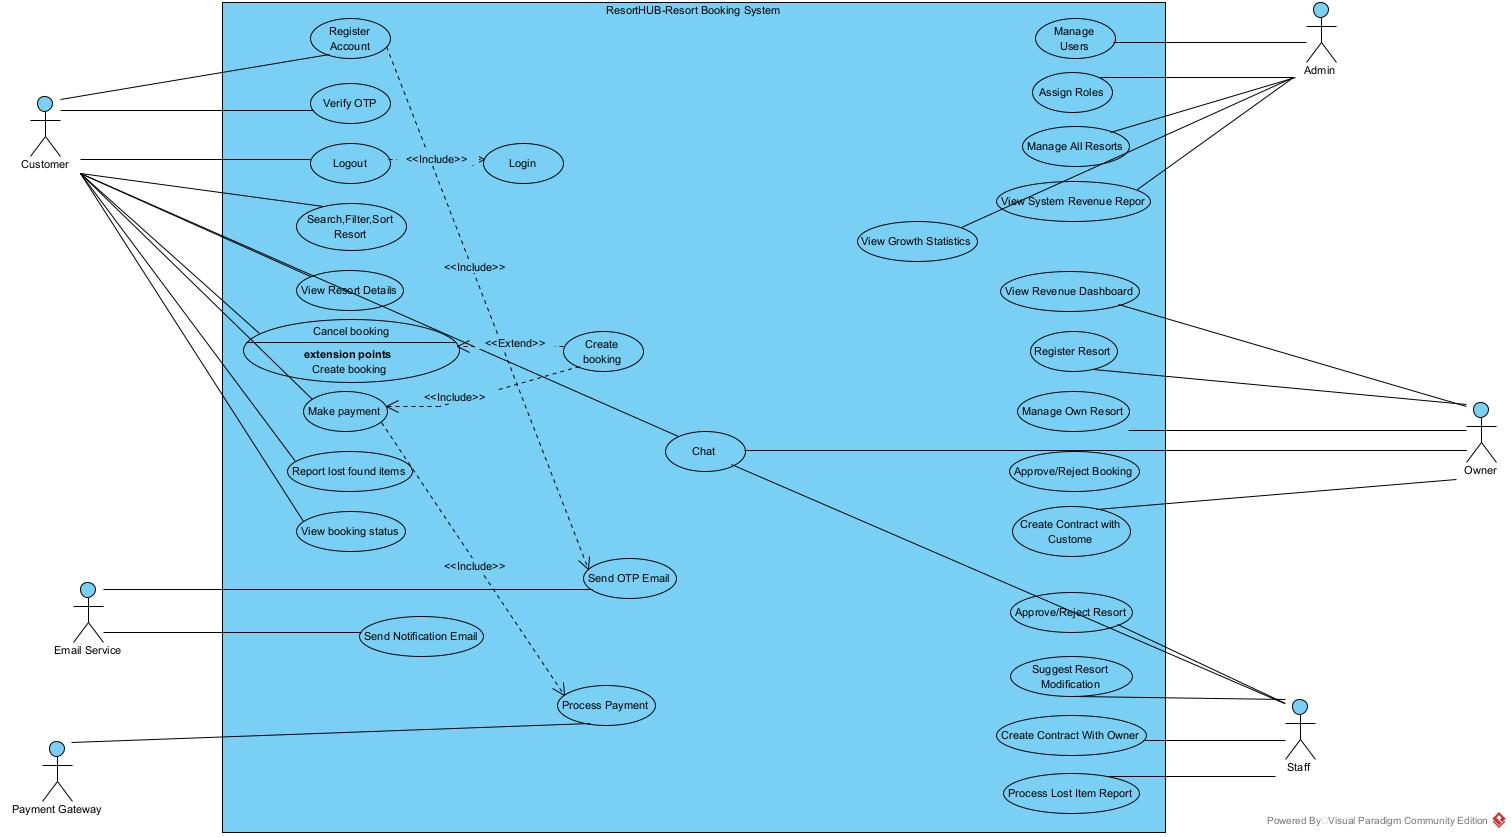 ResortHUB-Resort Booking System
Register
Account
Verify OTP
Customer
Logout
<<Include>>
Login
Search,Filter,Sort
Resort
<<Include>>
View Resort Details
Cancel booking
extension points
Create booking
<<Extend>>
Create
booking
<<Include>>
Make payment
Chat
Report lost found items
View booking status
<<Include>>
Send OTP Email
Email Service
Send Notification Email
Process Payment
Payment Gateway
Manage
Users
Admin
Assign Roles
Manage All Resorts
View System Revenue Repor
View Growth Statistics
View Revenue Dashboard
Register Resort
Manage Own Resort
Owner
Approve/Reject Booking
Create Contract with
Custome
Approve/Reject Resort
Suggest Resort
Modification
Create Contract With Owner
Staff
Process Lost Item Report
Powered By Visual Paradigm Community Edition